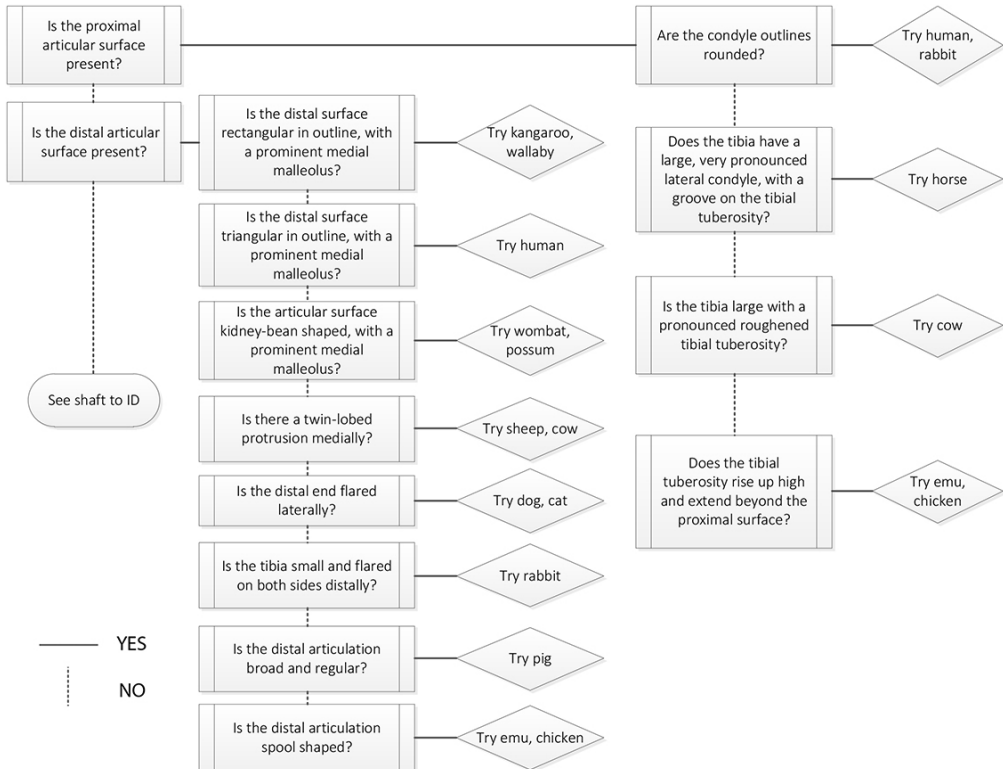 Is the proximal
articular surface
present?
Are the condyle outlines
rounded?
Try human,
rabbit
Is the distal articular
surface present?
Is the distal surface
rectangular in outline, with
a prominent medial
malleolus?
Try kangaroo,
wallaby
Does the tibia have a
large, very pronounced
lateral condyle, with a
groove on the tibial
tuberosity?
Try horse
Is the distal surface
triangular in outline, with a
prominent medial
malleolus?
Try human
Is the tibia large with a
pronounced roughened
tibial tuberosity?
Try cow
Is the articular surface
kidney-bean shaped, with a
prominent medial
malleolus?
Try wombat,
possum
See shaft to ID
Is there a twin-lobed
protrusion medially?
Try sheep, cow
Does the tibial
tuberosity rise up high
and extend beyond the
proximal surface?
Try emu,
chicken
Is the distal end flared
laterally?
Try dog, cat
Is the tibia small and flared
on both sides distally?
Try rabbit
Is the distal articulation
broad and regular?
Try pig
Is the distal articulation
spool shaped?
Try emu, chicken
YES
NO